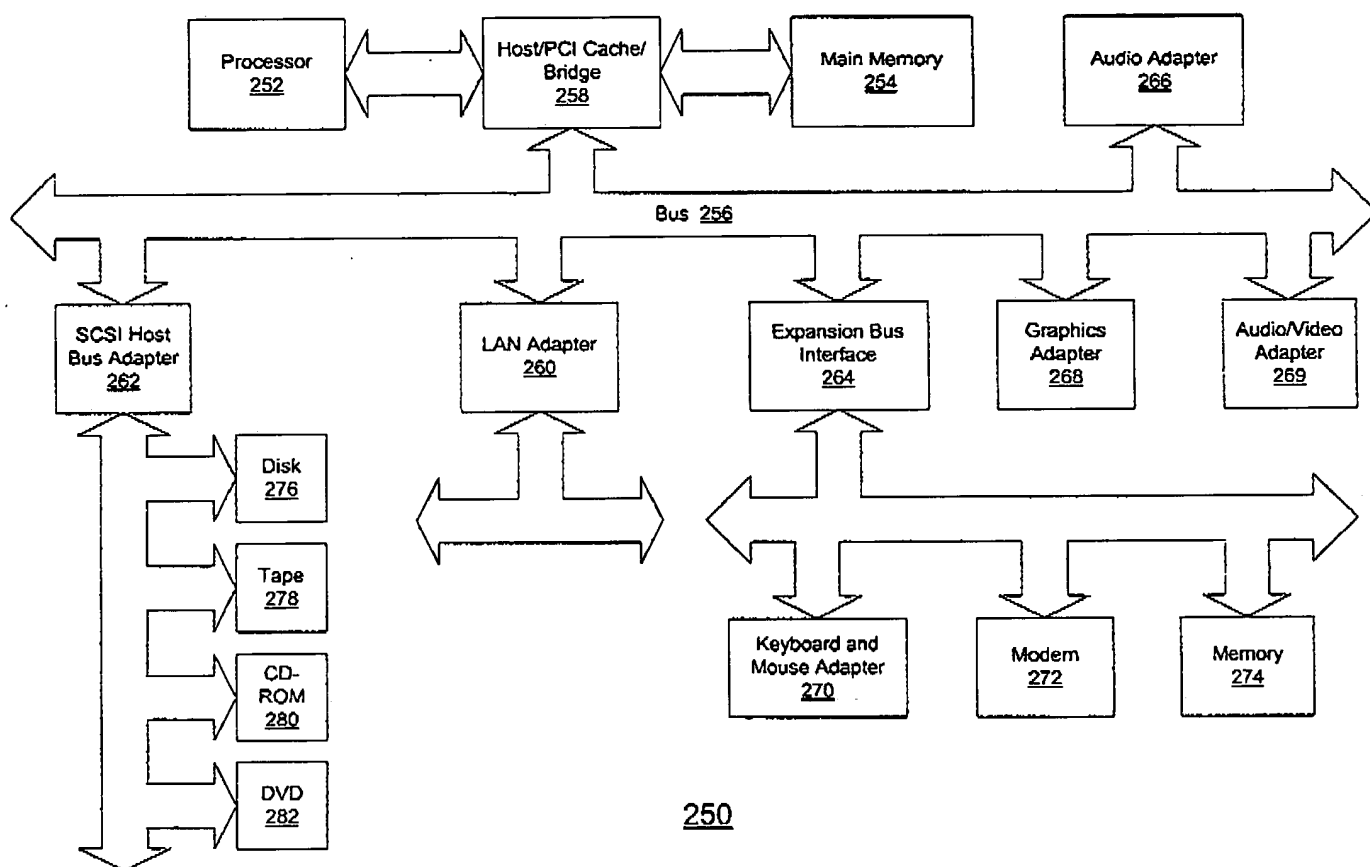 Processor
252
Host/PCI Cache/
Bridge
258
Main Memory
254
Audio Adapter
266
Bus 256
SCSI Host
Bus Adapter
262
LAN Adapter
260
Expansion Bus
Interface
264
Graphics
Adapter
268
Audio/Video
Adapter
269
Disk
276
Tape
278
CD-
ROM
280
DVD
282
Keyboard and
Mouse Adapter
270
Modem
272
Memory
274
250